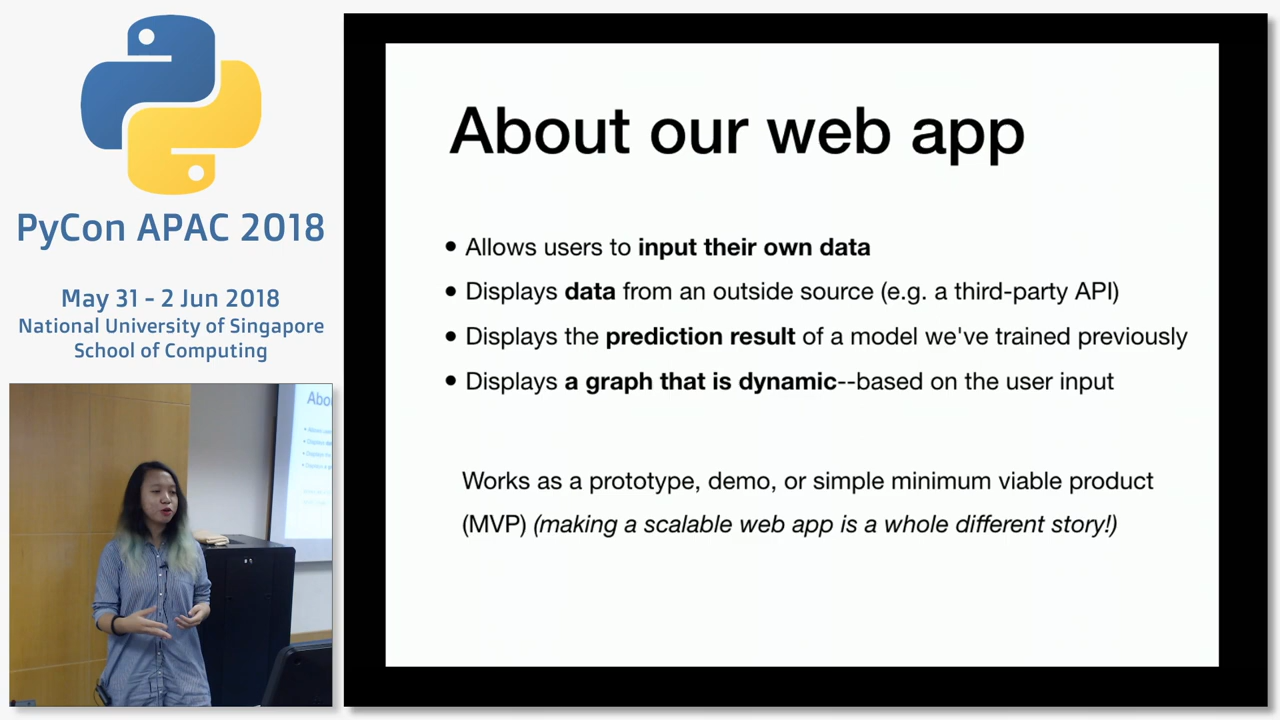 PyCon APAC 2018
May 31 - 2 Jun 2018
National University of Singapore
School of Computing
About our web app
• Allows users to input their own data
• Displays data from an outside source (e.g. a third-party API)
• Displays the prediction result of a model we've trained previously
• Displays a graph that is dynamic--based on the user input
Works as a prototype, demo, or simple minimum viable product
(MVP) (making a scalable web app is a whole different story!)
Abou